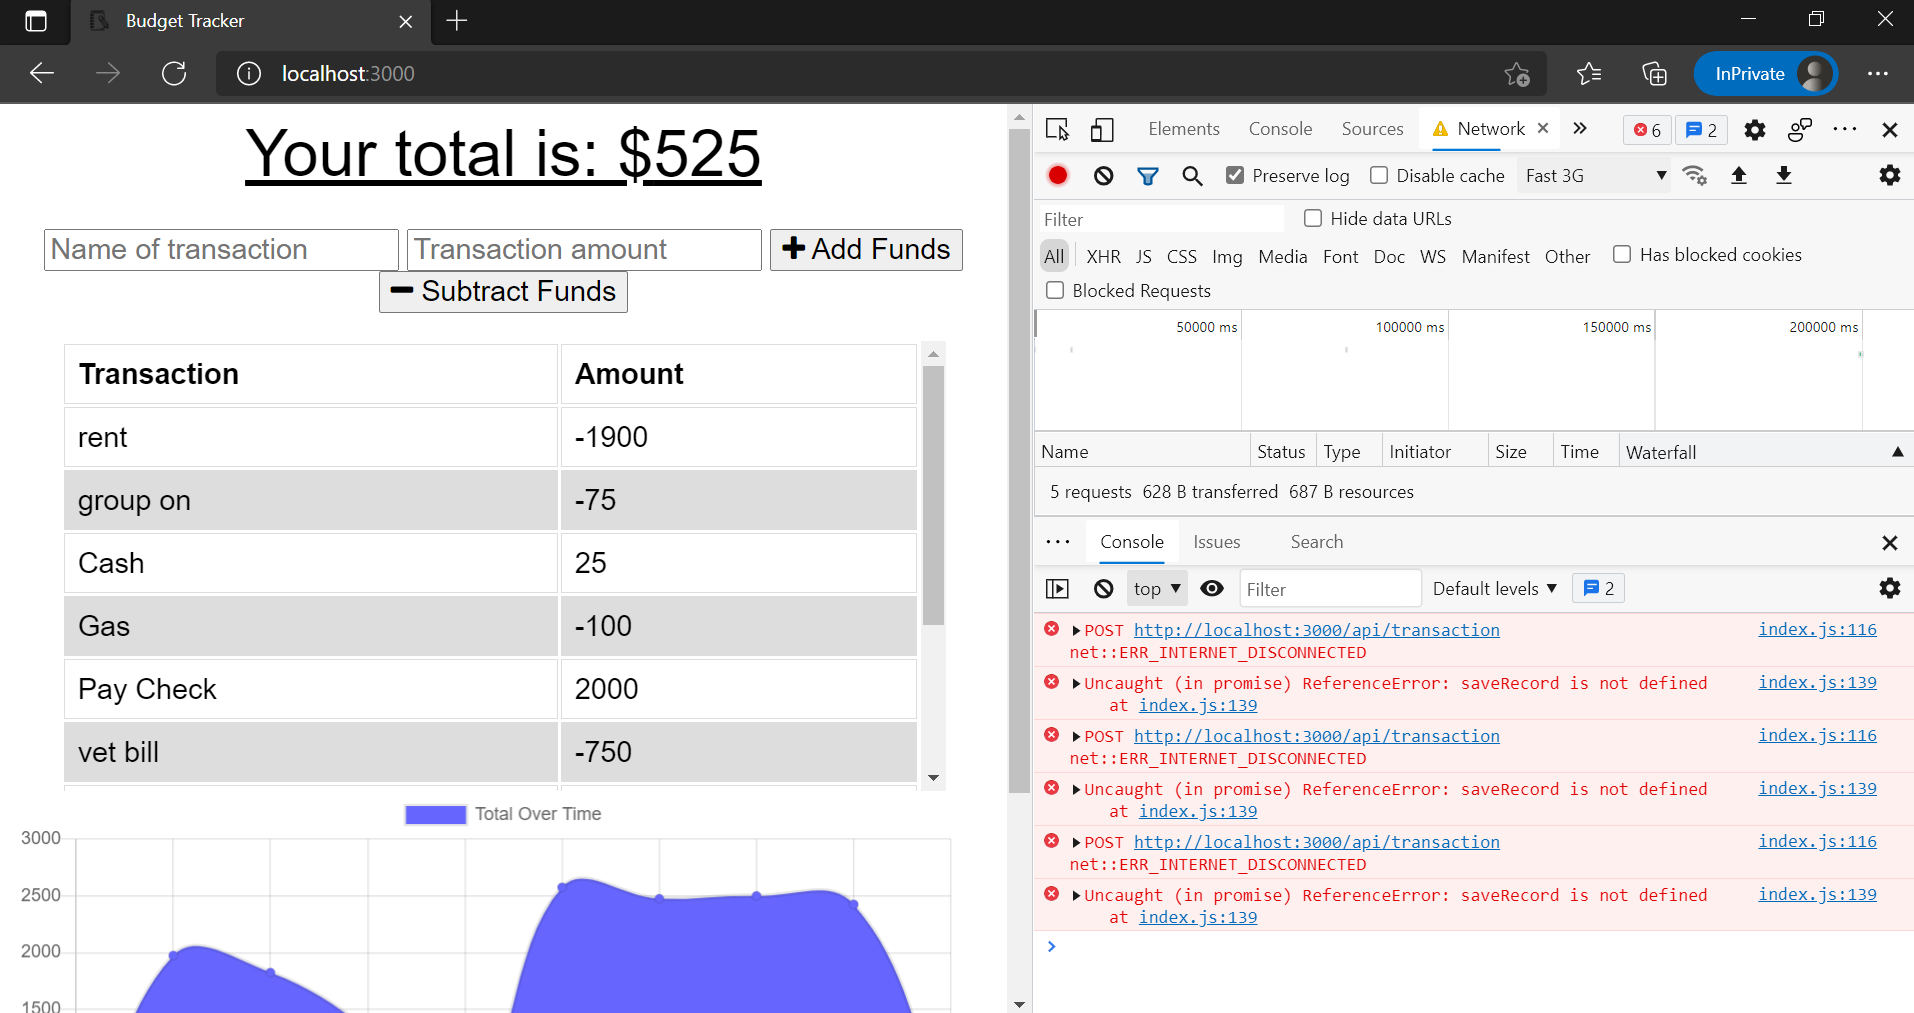 Budget Tracker
localhost:3000
InPrivate
Your total is: $525
Name of transaction
Transaction amount
Add Funds
Subtract Funds
Transaction Amount
rent -1900
group on -75
Cash 25
Gas -100
Pay Check 2000
vet bill -750
Total Over Time
3000
2500
2000
1500
Elements Console Sources Network 6 2
Preserve log Disable cache Fast 3G
Filter Hide data URLs
All XHR JS CSS Img Media Font Doc WS Manifest Other Has blocked cookies
Blocked Requests
50000 ms 100000 ms 150000 ms 200000 ms
Name Status Type Initiator Size Time Waterfall
5 requests 628 B transferred 687 B resources
Console Issues Search
top Filter Default levels 2
POST http://localhost:3000/api/transaction index.js:116
net::ERR_INTERNET_DISCONNECTED
Uncaught (in promise) ReferenceError: saveRecord is not defined index.js:139
at index.js:139
POST http://localhost:3000/api/transaction index.js:116
net::ERR_INTERNET_DISCONNECTED
Uncaught (in promise) ReferenceError: saveRecord is not defined index.js:139
at index.js:139
POST http://localhost:3000/api/transaction index.js:116
net::ERR_INTERNET_DISCONNECTED
Uncaught (in promise) ReferenceError: saveRecord is not defined index.js:139
at index.js:139